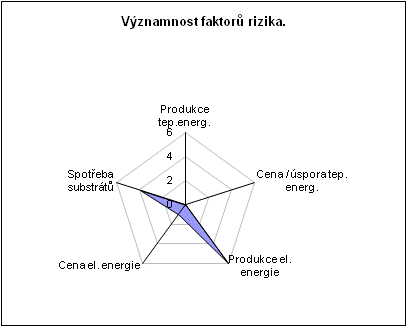 Významnost faktorů rizika.
Produkce
tep.energ.
6
4
2
0
Spotřeba
substrátů
Cena /úspora tep.
energ.
Cena el. energie
Produkce el.
energie